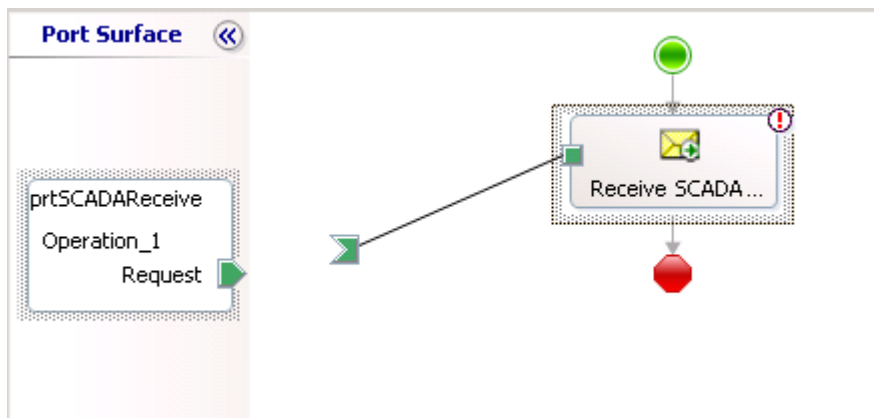 Port Surface
prtSCADAReceive
Operation_1
Request
Receive SCADA ...